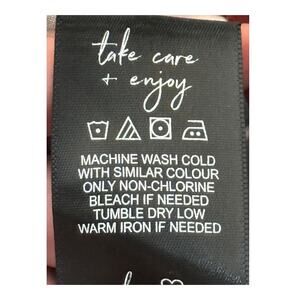 take care
+ enjoy
MACHINE WASH COLD
WITH SIMILAR COLOUR
ONLY NON-CHLORINE
BLEACH IF NEEDED
TUMBLE DRY LOW
WARM IRON IF NEEDED